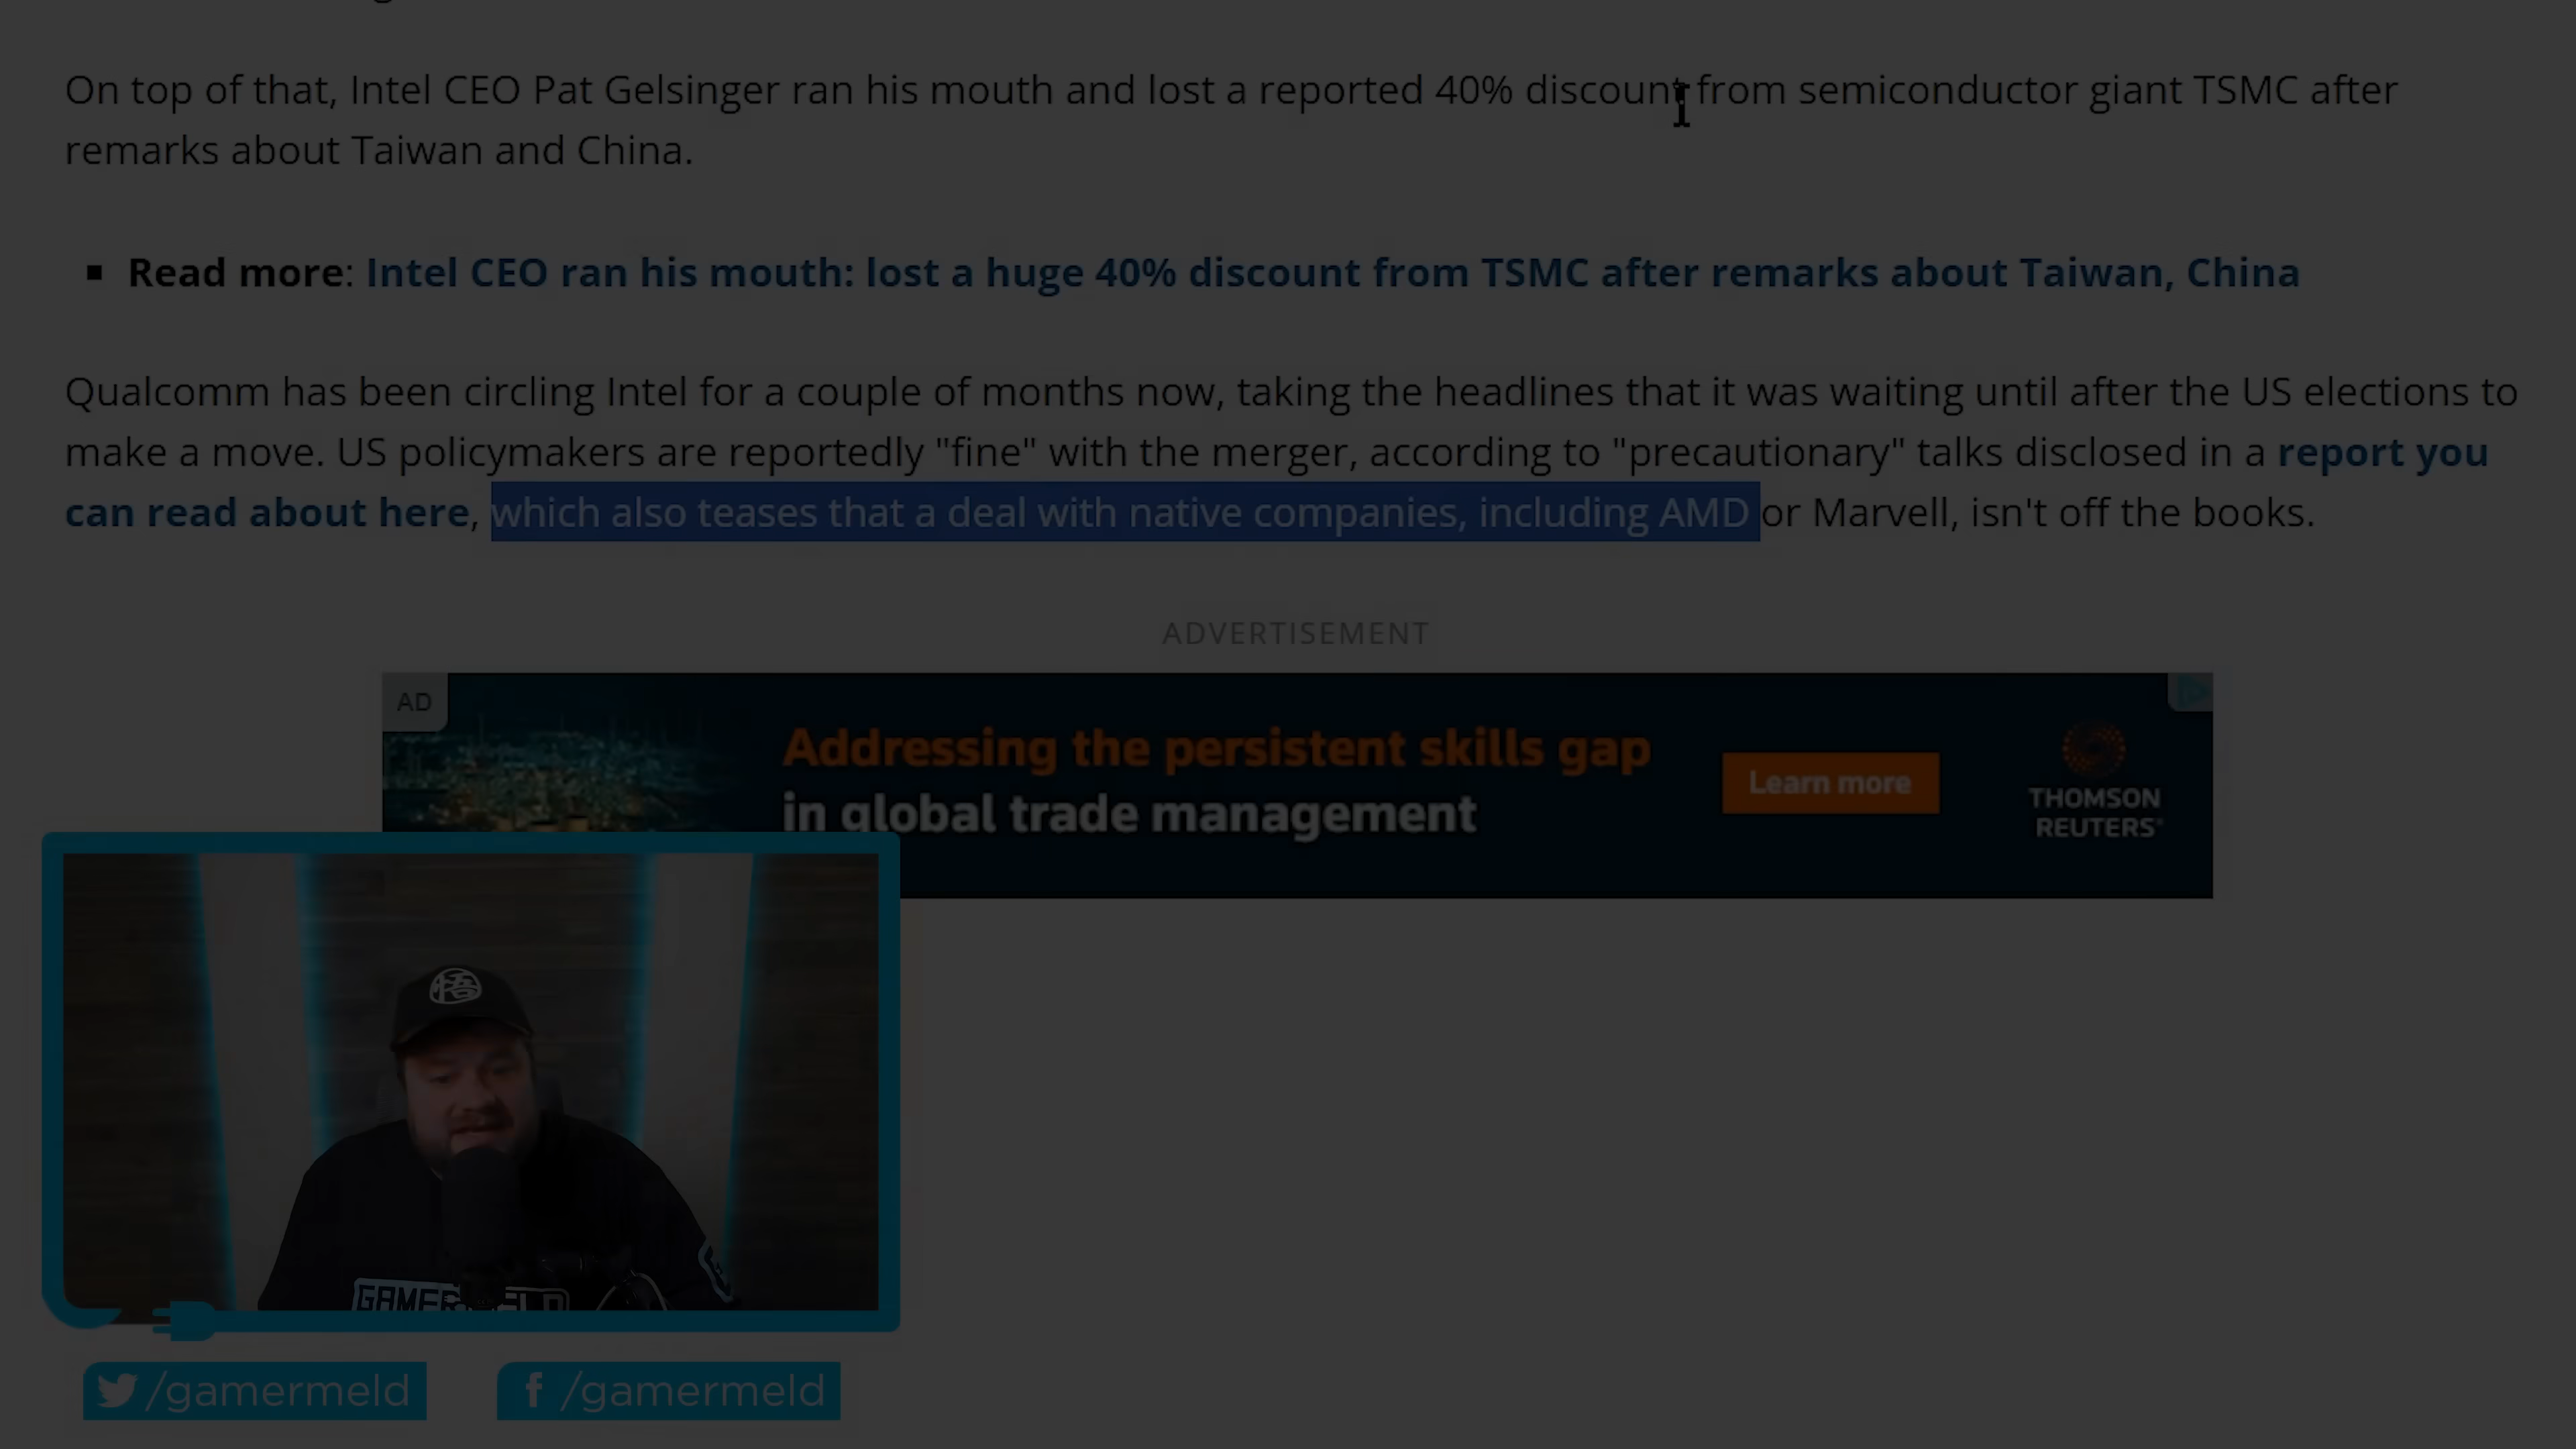 On top of that, Intel CEO Pat Gelsinger ran his mouth and lost a reported 40% discount from semiconductor giant TSMC after
remarks about Taiwan and China.
▪ Read more: Intel CEO ran his mouth: lost a huge 40% discount from TSMC after remarks about Taiwan, China
Qualcomm has been circling Intel for a couple of months now, taking the headlines that it was waiting until after the US elections to
make a move. US policymakers are reportedly "fine" with the merger, according to "precautionary" talks disclosed in a report you
can read about here, which also teases that a deal with native companies, including AMD or Marvell, isn't off the books.
ADVERTISEMENT
AD
Addressing the persistent skills gap
in global trade management
Learn more
THOMSON
REUTERS®
悟
/gamermeld
/gamermeld